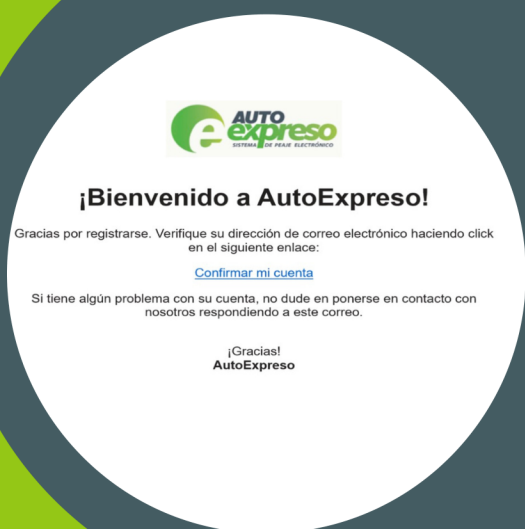 AUTO
expreso
SISTEMA DE PEAJE ELECTRÓNICO
¡Bienvenido a AutoExpreso!
Gracias por registrarse. Verifique su dirección de correo electrónico haciendo click
en el siguiente enlace:
Confirmar mi cuenta
Si tiene algún problema con su cuenta, no dude en ponerse en contacto con
nosotros respondiendo a este correo.
¡Gracias!
AutoExpreso